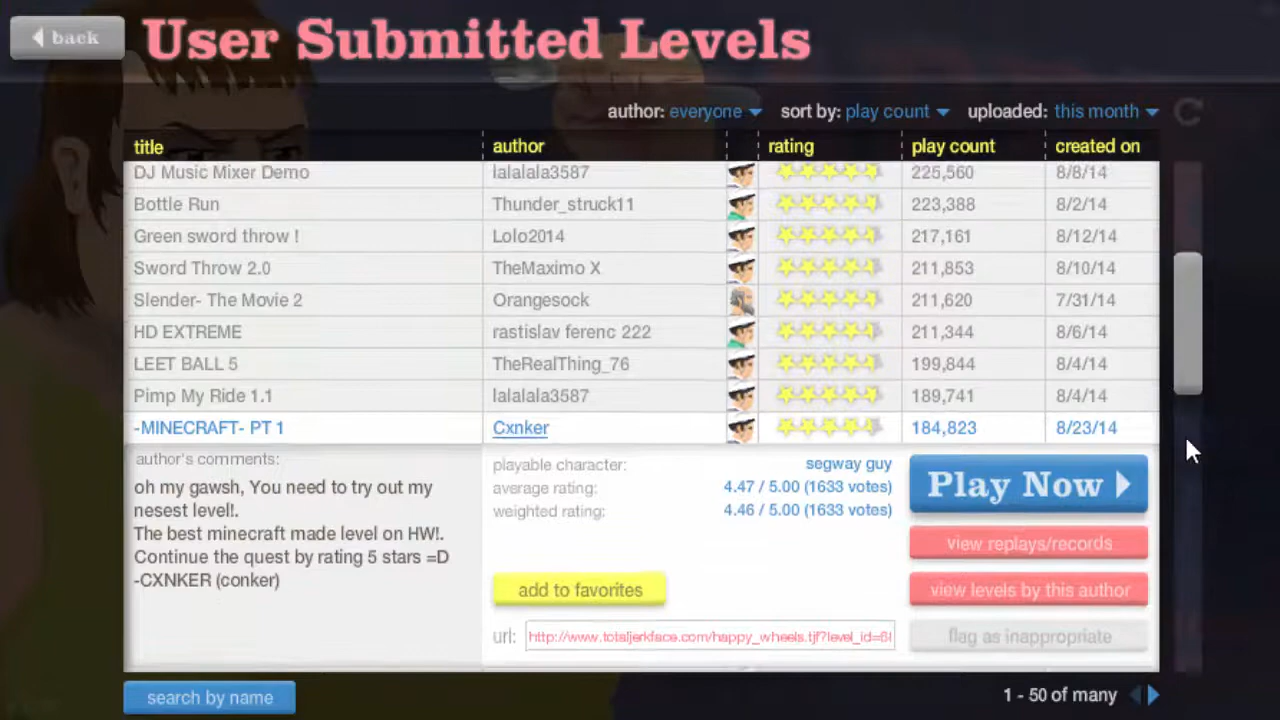 back
User Submitted Levels
author: everyone sort by: play count uploaded: this month
title author rating play count created on
DJ Music Mixer Demo lalalala3587 225,560 8/8/14
Bottle Run Thunder_struck11 223,388 8/2/14
Green sword throw ! Lolo2014 217,161 8/12/14
Sword Throw 2.0 TheMaximo X 211,853 8/10/14
Slender- The Movie 2 Orangesock 211,620 7/31/14
HD EXTREME rastislav ferenc 222 211,344 8/6/14
LEET BALL 5 TheRealThing_76 199,844 8/4/14
Pimp My Ride 1.1 lalalala3587 189,741 8/4/14
-MINECRAFT- PT 1 Cxnker 184,823 8/23/14
author's comments:
oh my gawsh, You need to try out my
nesest level!.
The best minecraft made level on HW!.
Continue the quest by rating 5 stars =D
-CXNKER (conker)
playable character: segway guy
average rating: 4.47 / 5.00 (1633 votes)
weighted rating: 4.46 / 5.00 (1633 votes)
add to favorites
url: http://www.totaljerkface.com/happy_wheels.tjf?level_id=6
Play Now
view replays/records
view levels by this author
flag as inappropriate
search by name
1 - 50 of many